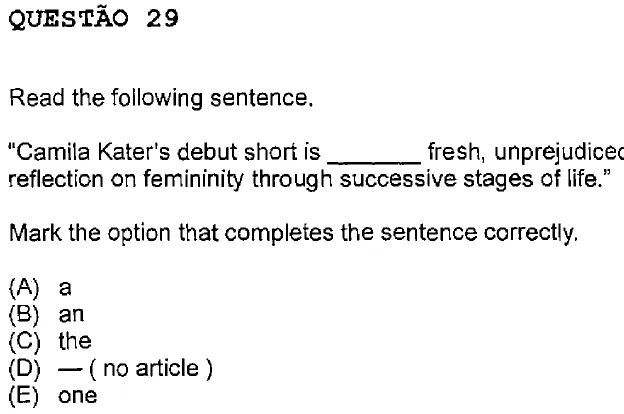 QUESTÃO 29
Read the following sentence.
"Camila Kater's debut short is _______ fresh, unprejudiced
reflection on femininity through successive stages of life."
Mark the option that completes the sentence correctly.
(A) a
(B) an
(C) the
(D) — ( no article )
(E) one